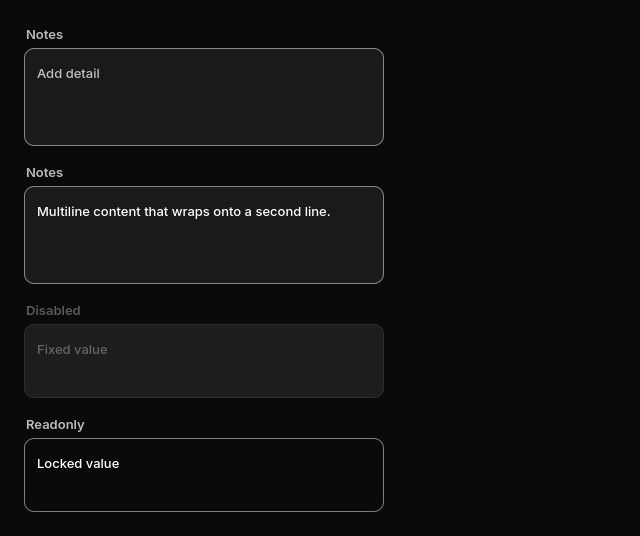 Notes
Add detail
Notes
Multiline content that wraps onto a second line.
Disabled
Fixed value
Readonly
Locked value